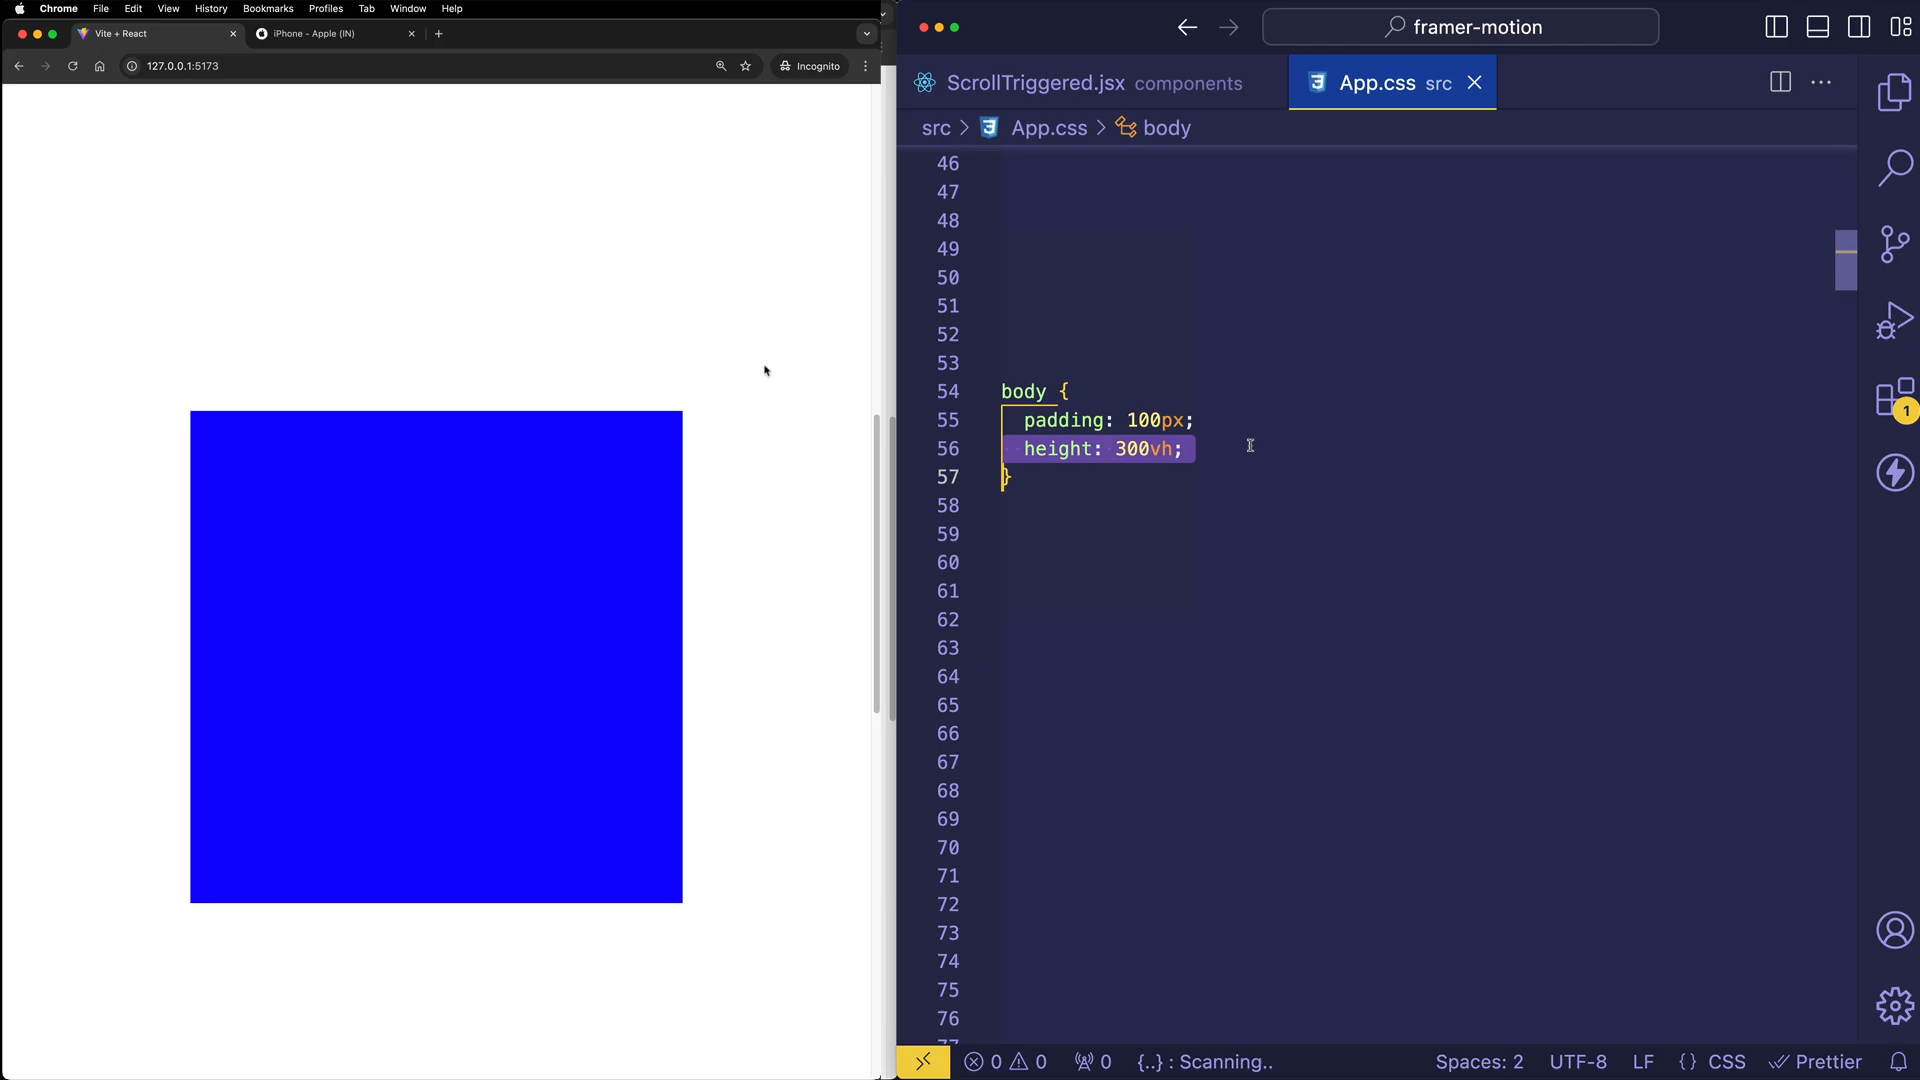 Chrome File Edit View History Bookmarks Profiles Tab Window Help
Vite + React
iPhone - Apple (IN)
127.0.0.1:5173
Incognito
framer-motion
ScrollTriggered.jsx components
App.css src
src > App.css > body
46
47
48
49
50
51
52
53
54 body {
55 padding: 100px;
56 height: 300vh;
57 }
58
59
60
61
62
63
64
65
66
67
68
69
70
71
72
73
74
75
76
1
0 0 0 {..} : Scanning.. Spaces: 2 UTF-8 LF {} CSS Prettier